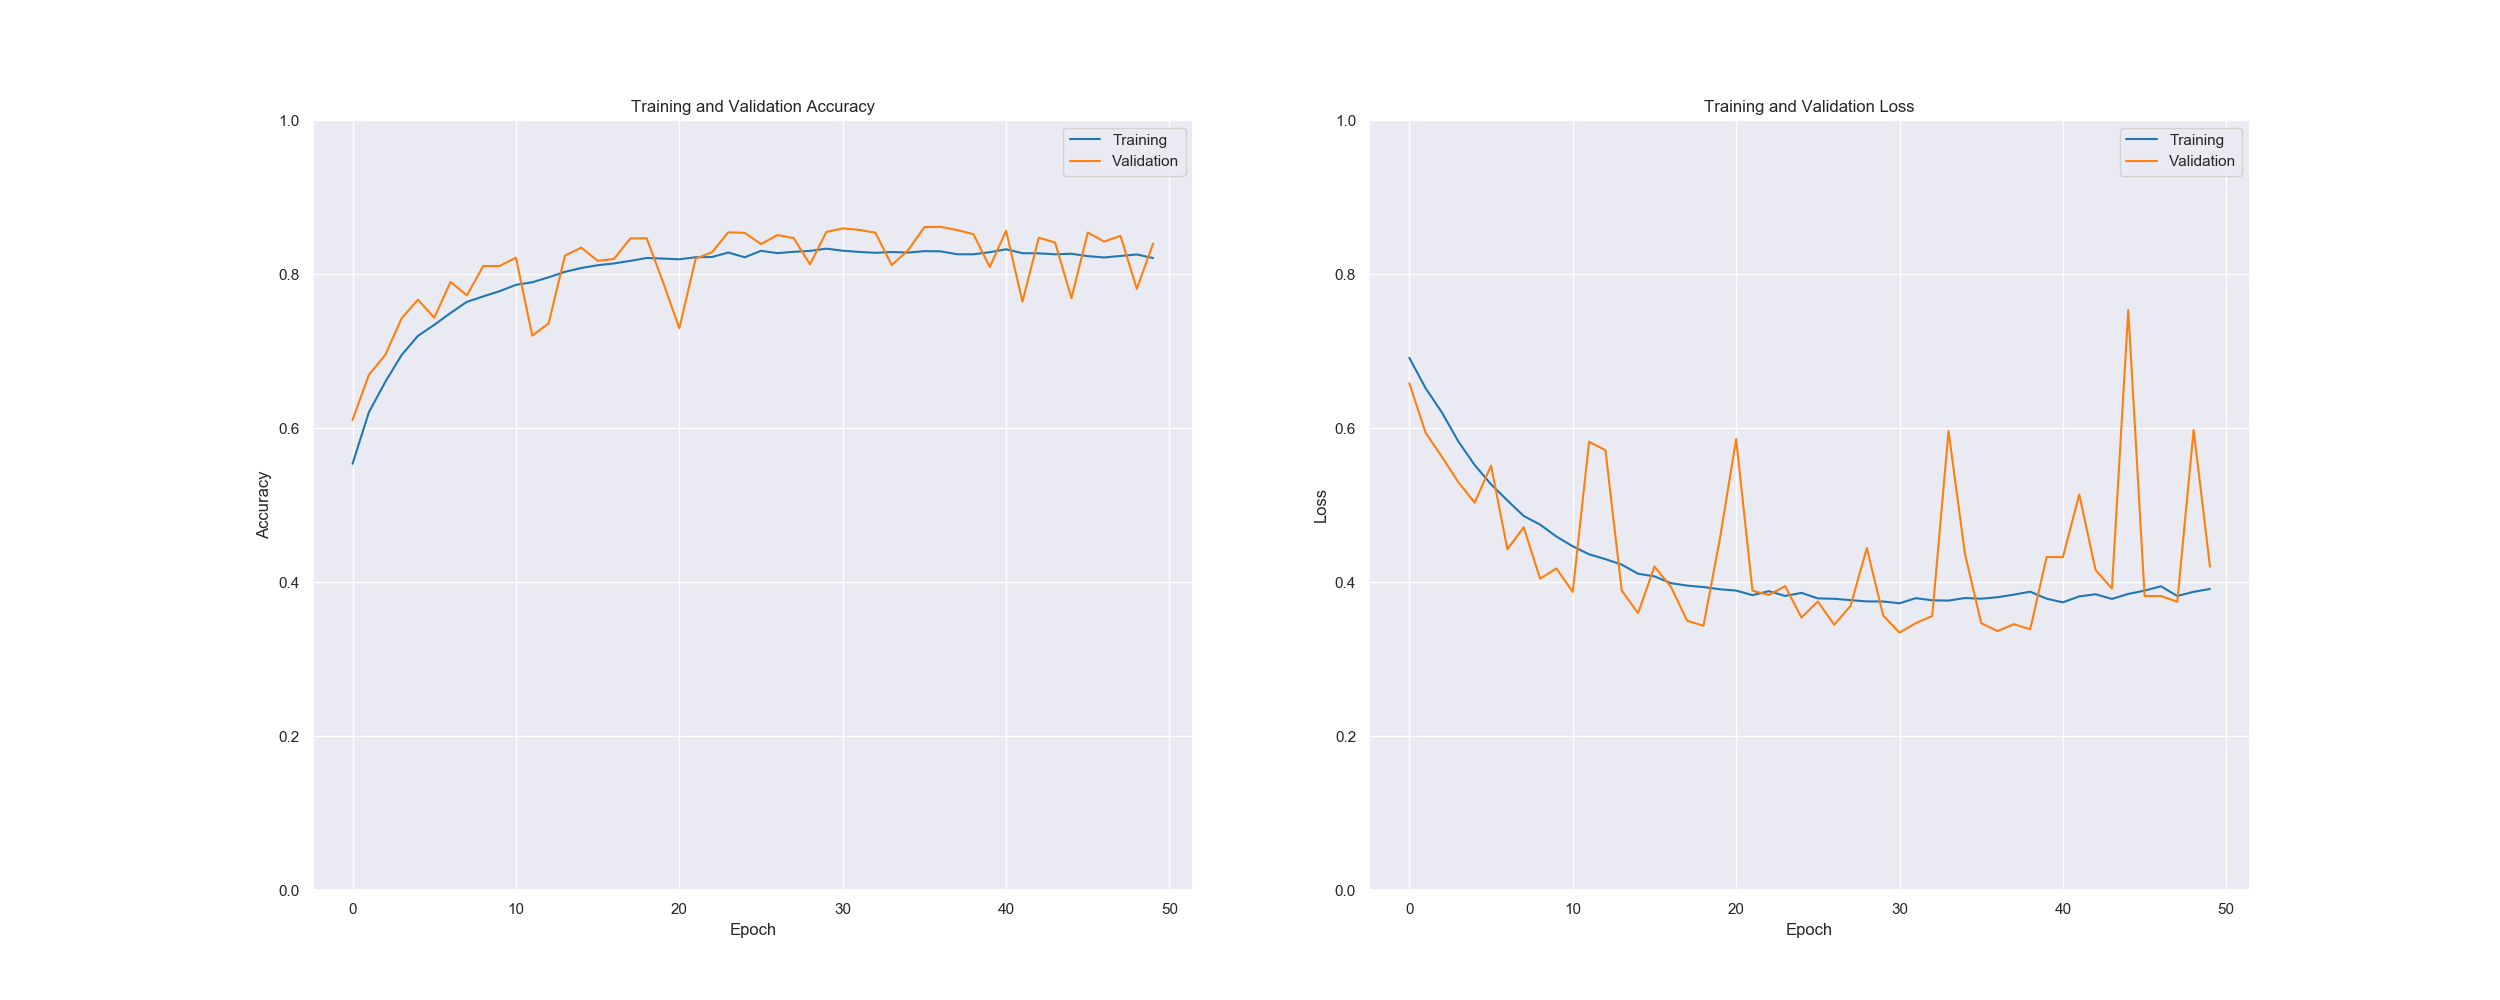 Training and Validation Accuracy
1.0
0.8
0.6
0.4
0.2
0.0
Accuracy
Training
Validation
0 10 20 30 40 50
Epoch
Training and Validation Loss
1.0
0.8
0.6
0.4
0.2
0.0
Loss
Training
Validation
0 10 20 30 40 50
Epoch